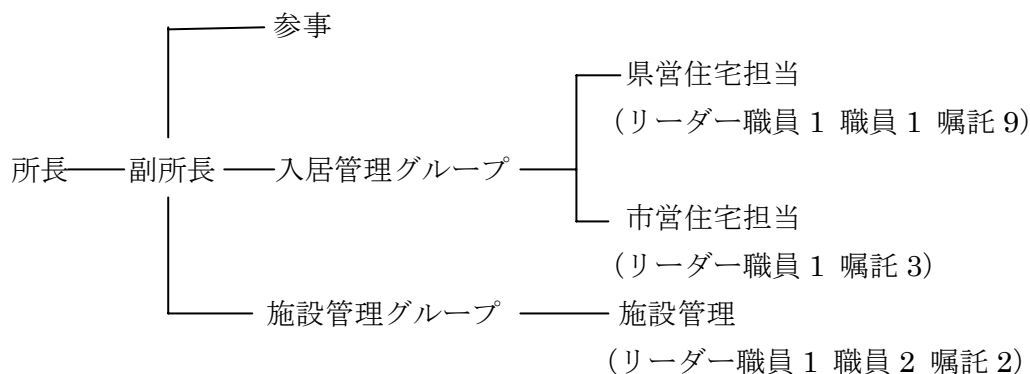 参事
県営住宅担当
（リーダー職員 1 職員 1 嘱託 9）
所長 副所長 入居管理グループ
市営住宅担当
（リーダー職員 1 嘱託 3）
施設管理グループ 施設管理
（リーダー職員 1 職員 2 嘱託 2）